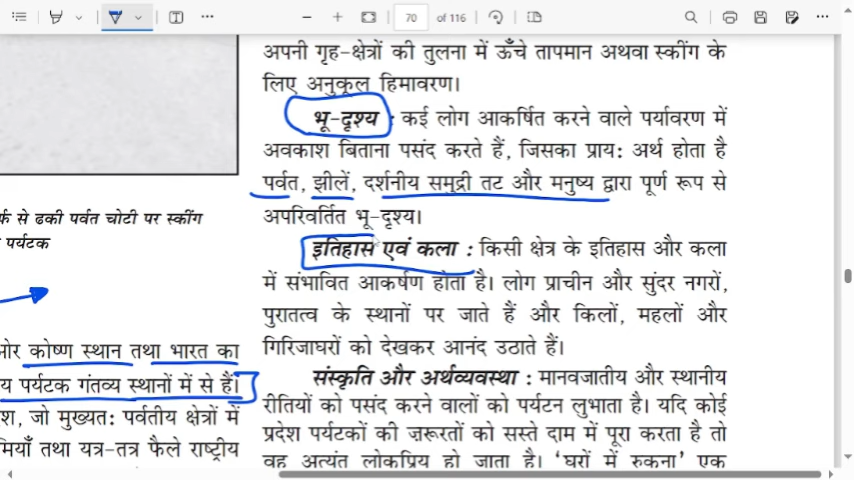 70 of 116
र्फ से ढकी पर्वत चोटी पर स्कींग
पर्यटक
ओर कोष्ण स्थान तथा भारत का
य पर्यटक गंतव्य स्थानों में से हैं।
श, जो मुख्यत: पर्वतीय क्षेत्रों में
मियाँ तथा यत्र-तत्र फैले राष्ट्रीय
अपनी गृह-क्षेत्रों की तुलना में ऊँचे तापमान अथवा स्कींग के
लिए अनुकूल हिमावरण।
भू-दृश्य : कई लोग आकर्षित करने वाले पर्यावरण में
अवकाश बिताना पसंद करते हैं, जिसका प्राय: अर्थ होता है
पर्वत, झीलें, दर्शनीय समुद्री तट और मनुष्य द्वारा पूर्ण रूप से
अपरिवर्तित भू-दृश्य।
इतिहास एवं कला : किसी क्षेत्र के इतिहास और कला
में संभावित आकर्षण होता है। लोग प्राचीन और सुंदर नगरों,
पुरातत्व के स्थानों पर जाते हैं और किलों, महलों और
गिरिजाघरों को देखकर आनंद उठाते हैं।
संस्कृति और अर्थव्यवस्था : मानवजातीय और स्थानीय
रीतियों को पसंद करने वालों को पर्यटन लुभाता है। यदि कोई
प्रदेश पर्यटकों की ज़रूरतों को सस्ते दाम में पूरा करता है तो
वह अत्यंत लोकप्रिय हो जाता है। ‘घरों में रुकना’ एक